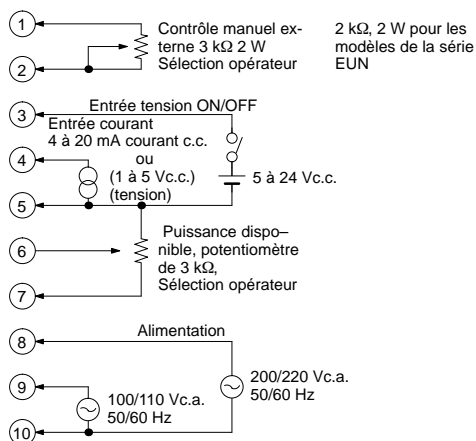 1
Contrôle manuel ex-
terne 3 kΩ 2 W
Sélection opérateur
2 kΩ, 2 W pour les
modèles de la série
EUN
2
3
Entrée tension ON/OFF
Entrée courant
4 à 20 mA courant c.c.
ou
(1 à 5 Vc.c.)
(tension)
4
5 à 24 Vc.c.
5
6
Puissance dispo–
nible, potentiomètre
de 3 kΩ,
Sélection opérateur
7
Alimentation
8
200/220 Vc.a.
50/60 Hz
9
100/110 Vc.a.
50/60 Hz
10